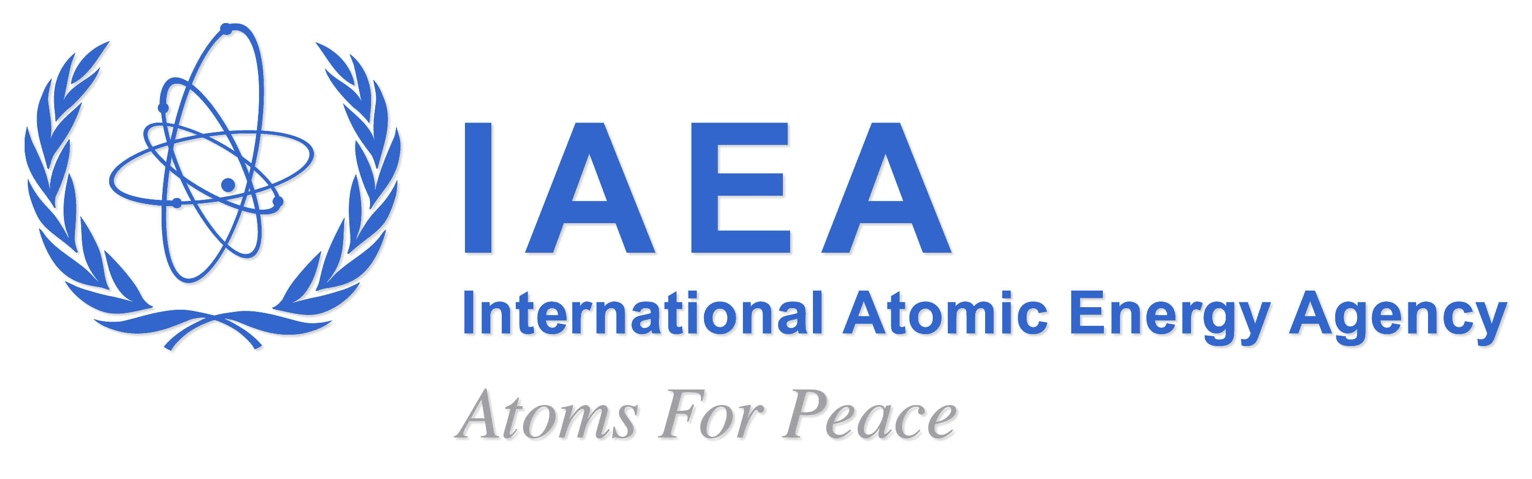 IAEA
International Atomic Energy Agency
Atoms For Peace